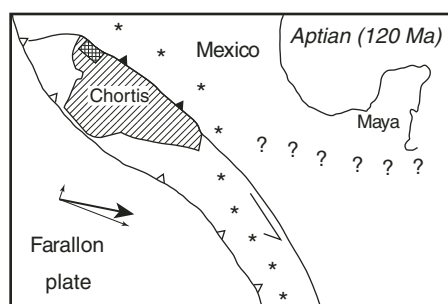 Aptian (120 Ma)
Mexico
Chortis
Maya
? ? ? ? ? ?
Farallon
plate